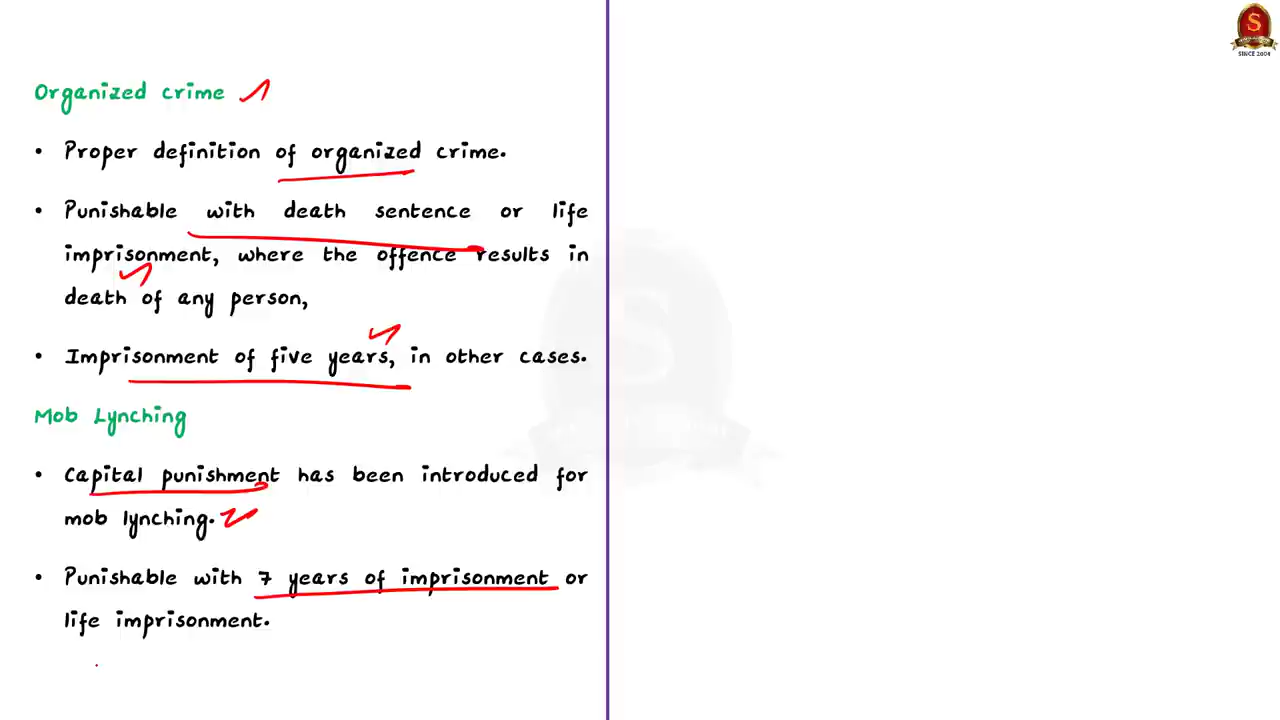 Organized crime
• Proper definition of organized crime.
• Punishable with death sentence or life
imprisonment, where the offence results in
death of any person,
• Imprisonment of five years, in other cases.
Mob Lynching
• Capital punishment has been introduced for
mob lynching.
• Punishable with 7 years of imprisonment or
life imprisonment.
S
SINCE 2004